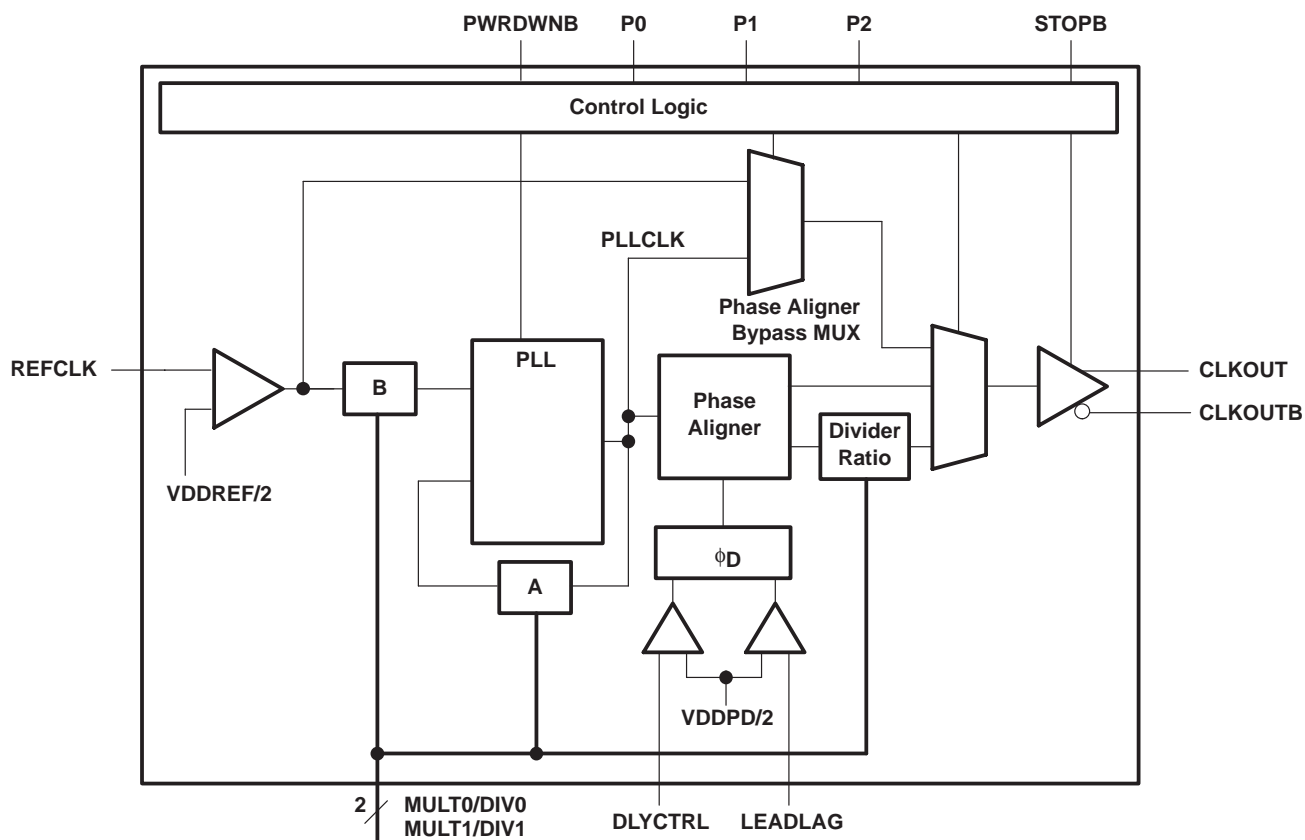 PWRDWNB P0 P1 P2 STOPB
Control Logic
PLLCLK
Phase Aligner
Bypass MUX
REFCLK
B
PLL
Phase
Aligner
Divider
Ratio
CLKOUT
CLKOUTB
VDDREF/2
A
ϕD
VDDPD/2
2
MULT0/DIV0
MULT1/DIV1
DLYCTRL LEADLAG